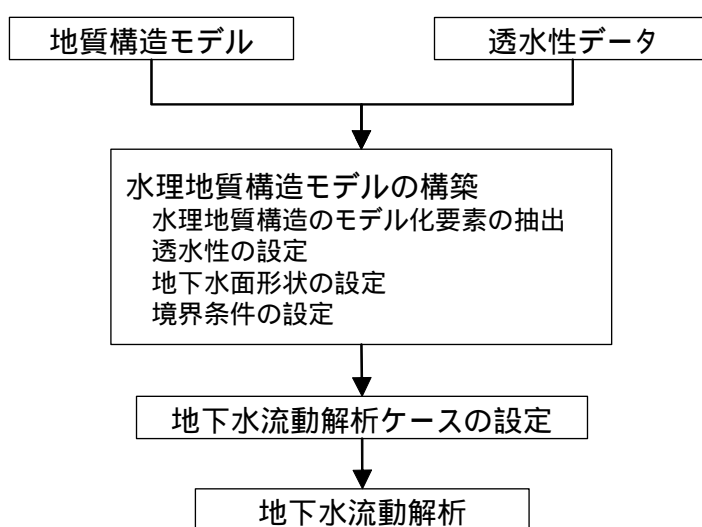 地質構造モデル
透水性データ
水理地質構造モデルの構築
水理地質構造のモデル化要素の抽出
透水性の設定
地下水面形状の設定
境界条件の設定
地下水流動解析ケースの設定
地下水流動解析